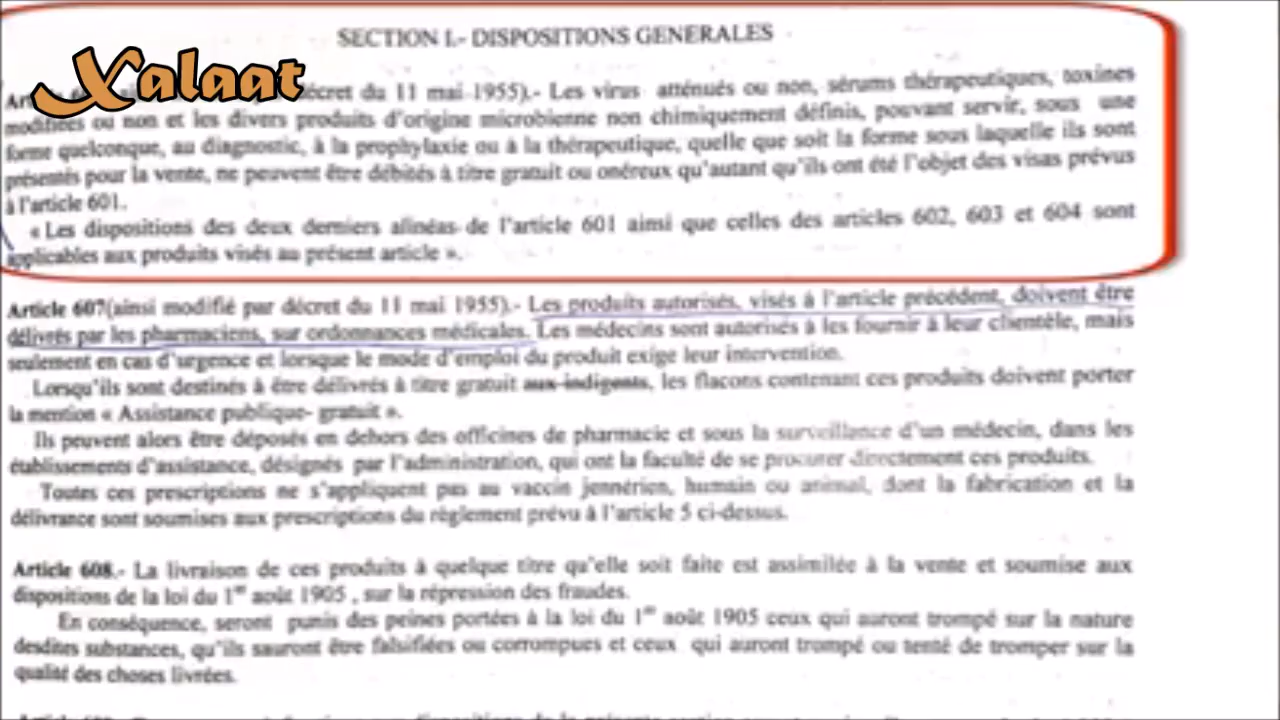 SECTION I.- DISPOSITIONS GENERALES
Xalaat
décret du 11 mai 1955).- Les virus atténués ou non, sérums thérapeutiques, toxines
modifiées ou non et les divers produits d'origine microbienne non chimiquement définis, pouvant servir, sous une
forme quelconque, au diagnostic, à la prophylaxie ou à la thérapeutique, quelle que soit la forme sous laquelle ils sont
présentés pour la vente, ne peuvent être débités à titre gratuit ou onéreux qu'autant qu'ils ont été l'objet des visas prévus
à l'article 601.
« Les dispositions des deux derniers alinéas de l'article 601 ainsi que celles des articles 602, 603 et 604 sont
applicables aux produits visés au présent article ».
Article 607(ainsi modifié par décret du 11 mai 1955).- Les produits autorisés, visés à l'article précédent, doivent être
délivrés par les pharmaciens, sur ordonnances médicales. Les médecins sont autorisés à les fournir à leur clientèle, mais
seulement en cas d'urgence et lorsque le mode d'emploi du produit exige leur intervention.
Lorsqu'ils sont destinés à être délivrés à titre gratuit aux indigents, les flacons contenant ces produits doivent porter
la mention « Assistance publique- gratuit ».
Ils peuvent alors être déposés en dehors des officines de pharmacie et sous la surveillance d'un médecin, dans les
établissements d'assistance, désignés par l'administration, qui ont la faculté de se procurer directement ces produits.
Toutes ces prescriptions ne s'appliquent pas au vaccin jennérien, humain ou animal, dont la fabrication et la
délivrance sont soumises aux prescriptions du règlement prévu à l'article 5 ci-dessus.
Article 608.- La livraison de ces produits à quelque titre qu'elle soit faite est assimilée à la vente et soumise aux
dispositions de la loi du 1er août 1905 , sur la répression des fraudes.
En conséquence, seront punis des peines portées à la loi du 1er août 1905 ceux qui auront trompé sur la nature
desdites substances, qu'ils sauront être falsifiées ou corrompues et ceux qui auront trompé ou tenté de tromper sur la
qualité des choses livrées.